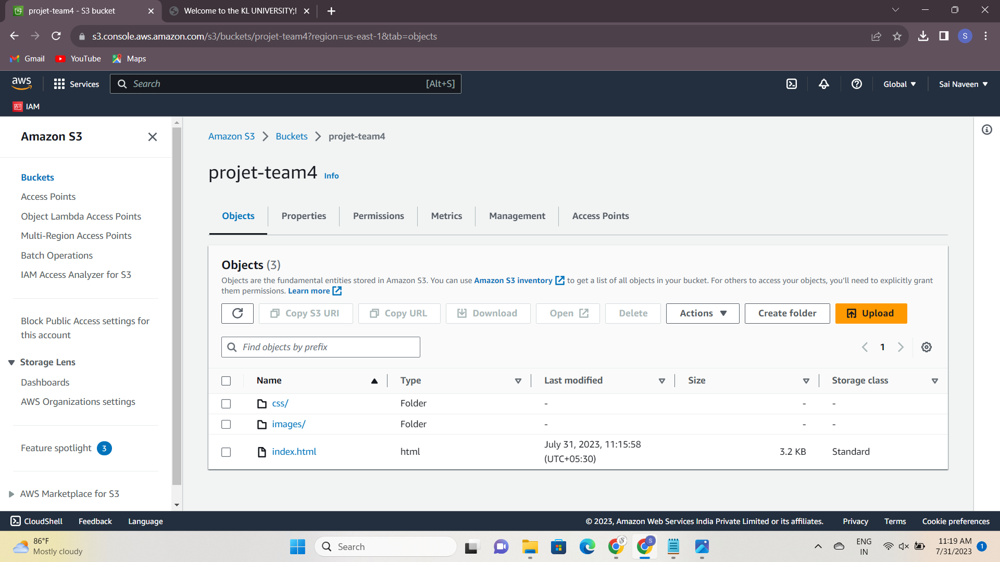 projet-team4 - S3 bucket
Welcome to the KL UNIVERSITY;!
s3.console.aws.amazon.com/s3/buckets/projet-team4?region=us-east-1&tab=objects
S
Gmail
YouTube
Maps
aws
Services
Search
[Alt+S]
Global
Sai Naveen
IAM
Amazon S3
Buckets
Access Points
Object Lambda Access Points
Multi-Region Access Points
Batch Operations
IAM Access Analyzer for S3
Block Public Access settings for
this account
Storage Lens
Dashboards
AWS Organizations settings
Feature spotlight 3
AWS Marketplace for S3
Amazon S3 > Buckets > projet-team4
projet-team4 Info
Objects
Properties
Permissions
Metrics
Management
Access Points
Objects (3)
Objects are the fundamental entities stored in Amazon S3. You can use Amazon S3 inventory to get a list of all objects in your bucket. For others to access your objects, you'll need to explicitly grant
them permissions. Learn more
Copy S3 URI
Copy URL
Download
Open
Delete
Actions
Create folder
Upload
Find objects by prefix
1
Name Type Last modified Size Storage class
css/ Folder - - -
images/ Folder - - -
index.html html July 31, 2023, 11:15:58 (UTC+05:30) 3.2 KB Standard
CloudShell
Feedback
Language
© 2023, Amazon Web Services India Private Limited or its affiliates.
Privacy
Terms
Cookie preferences
86°F
Mostly cloudy
Search
S
ENG
IN
11:19 AM
7/31/2023
1